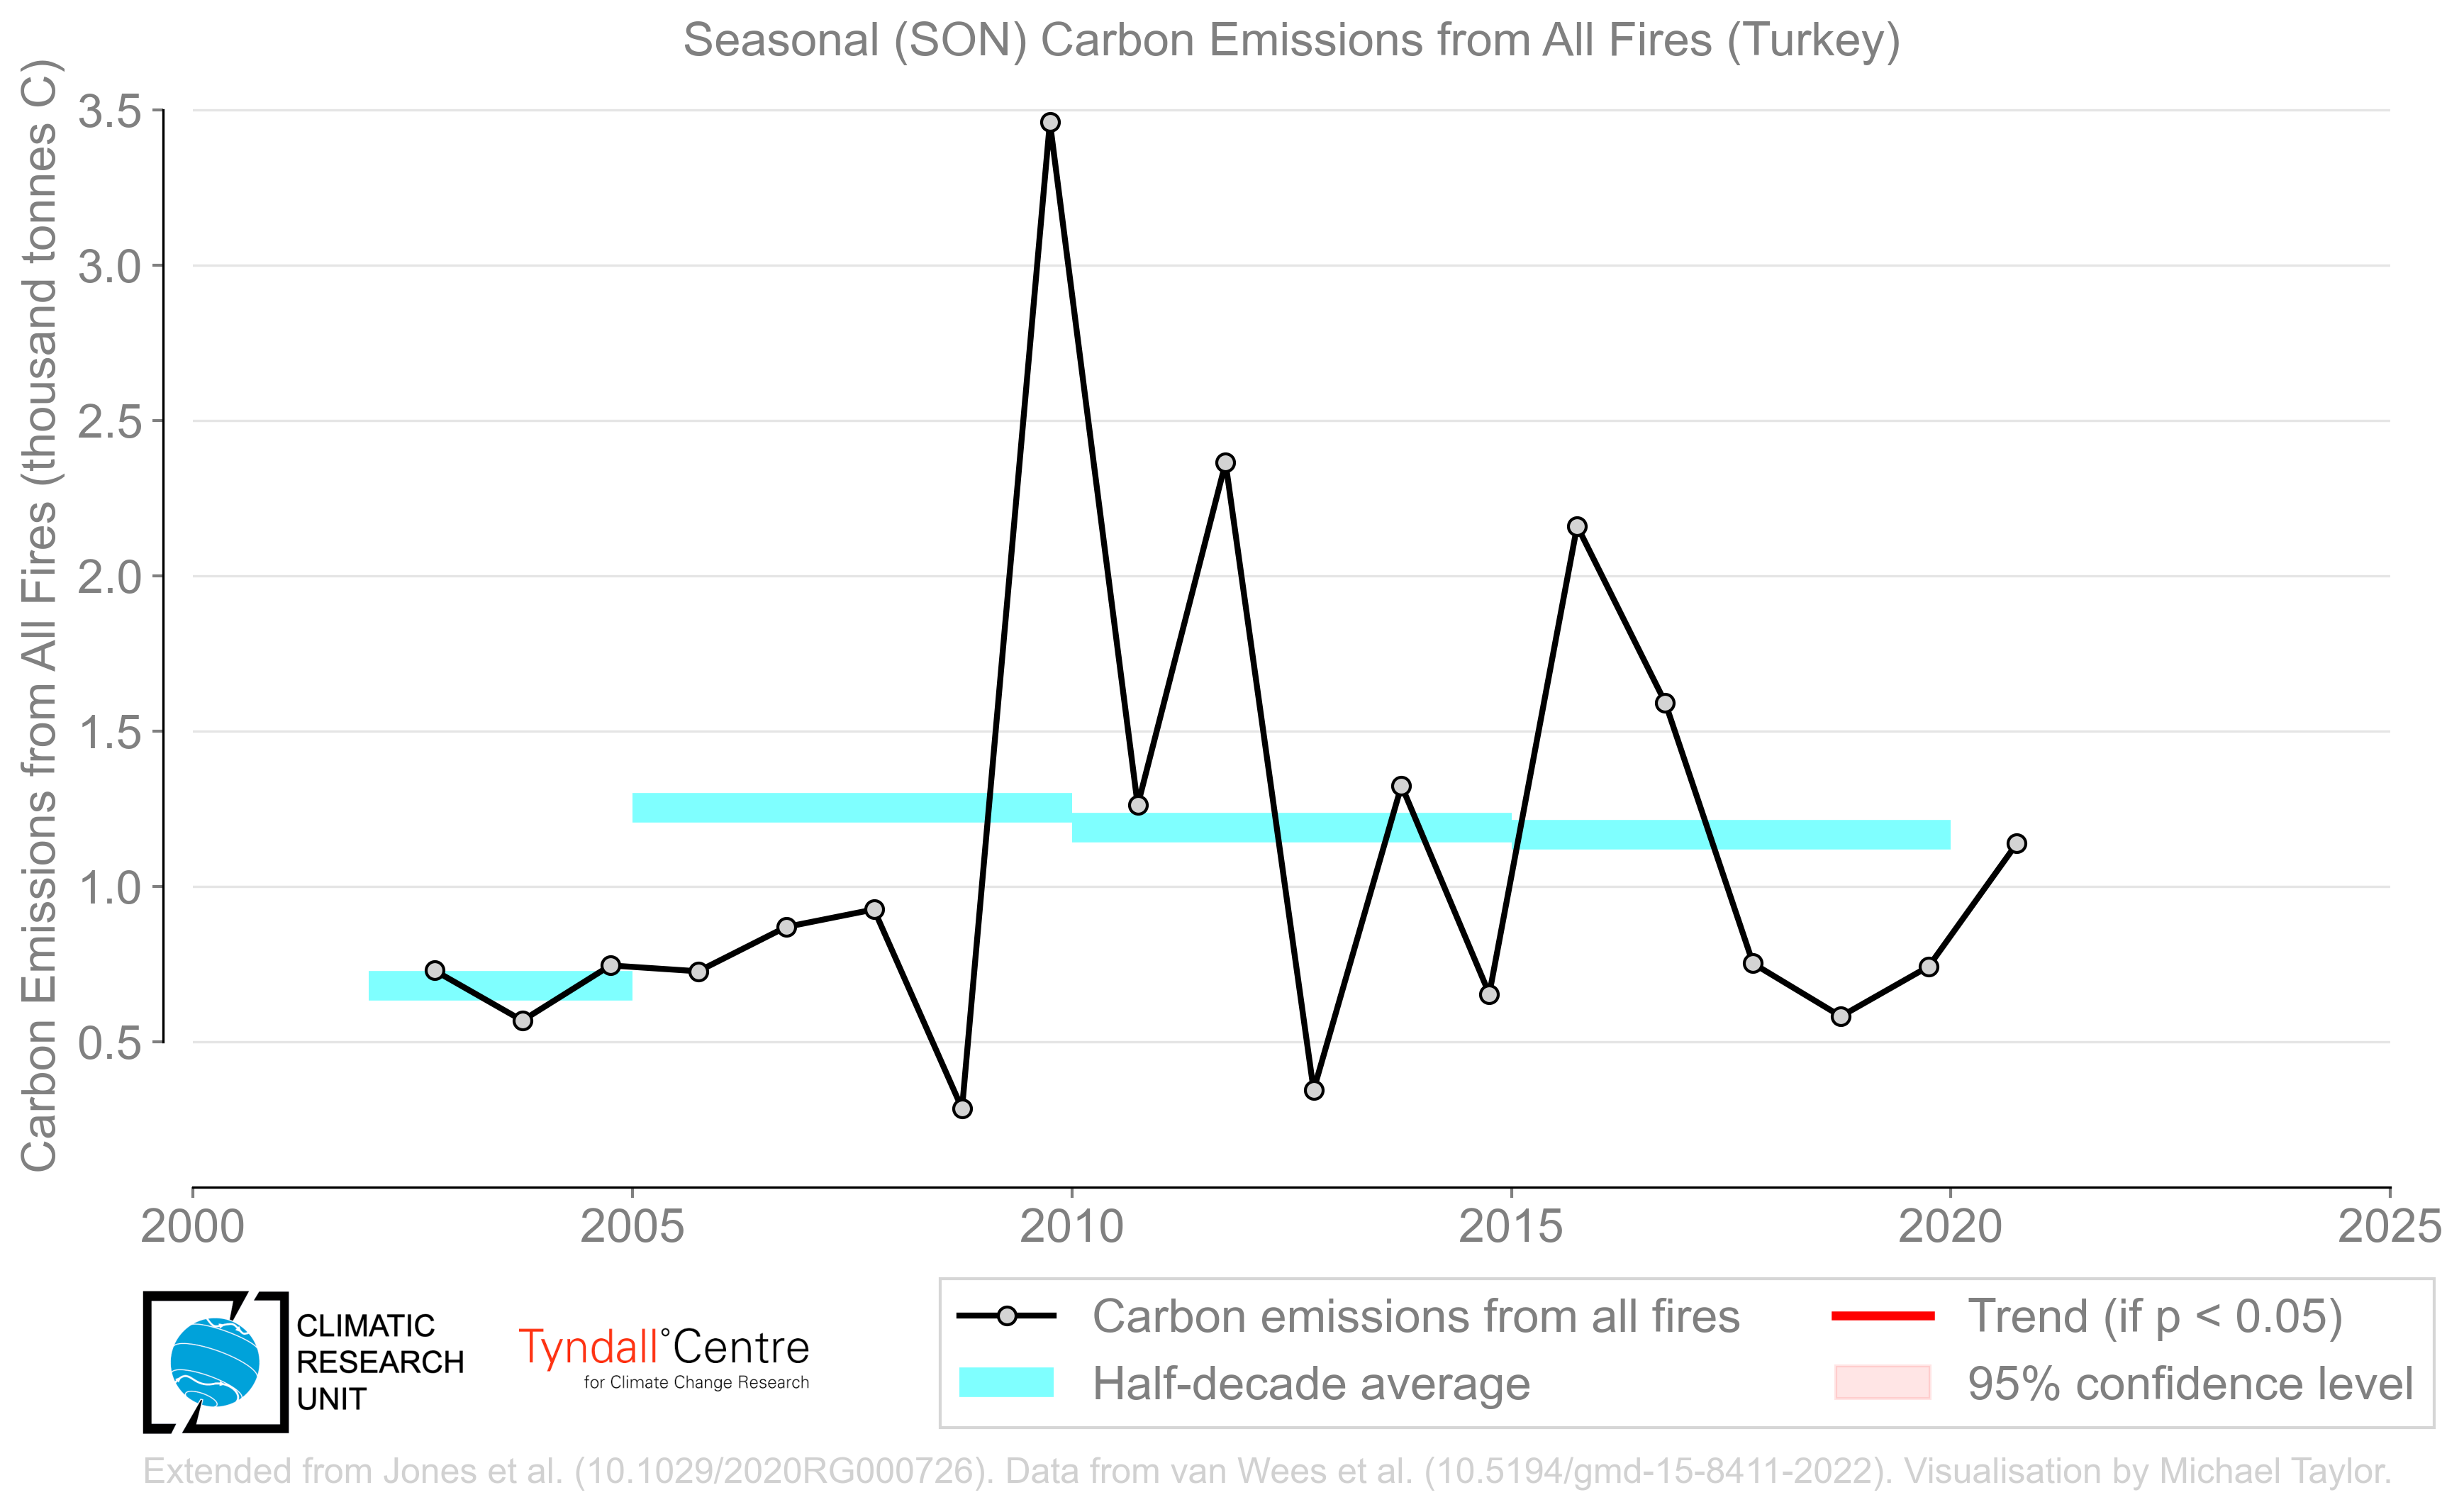 Seasonal (SON) Carbon Emissions from All Fires (Turkey)
Carbon Emissions from All Fires (thousand tonnes C)
3.5
3.0
2.5
2.0
1.5
1.0
0.5
2000
2005
2010
2015
2020
2025
CLIMATIC
RESEARCH
UNIT
Tyndall°Centre
for Climate Change Research
Carbon emissions from all fires
Half-decade average
Trend (if p < 0.05)
95% confidence level
Extended from Jones et al. (10.1029/2020RG000726). Data from van Wees et al. (10.5194/gmd-15-8411-2022). Visualisation by Michael Taylor.